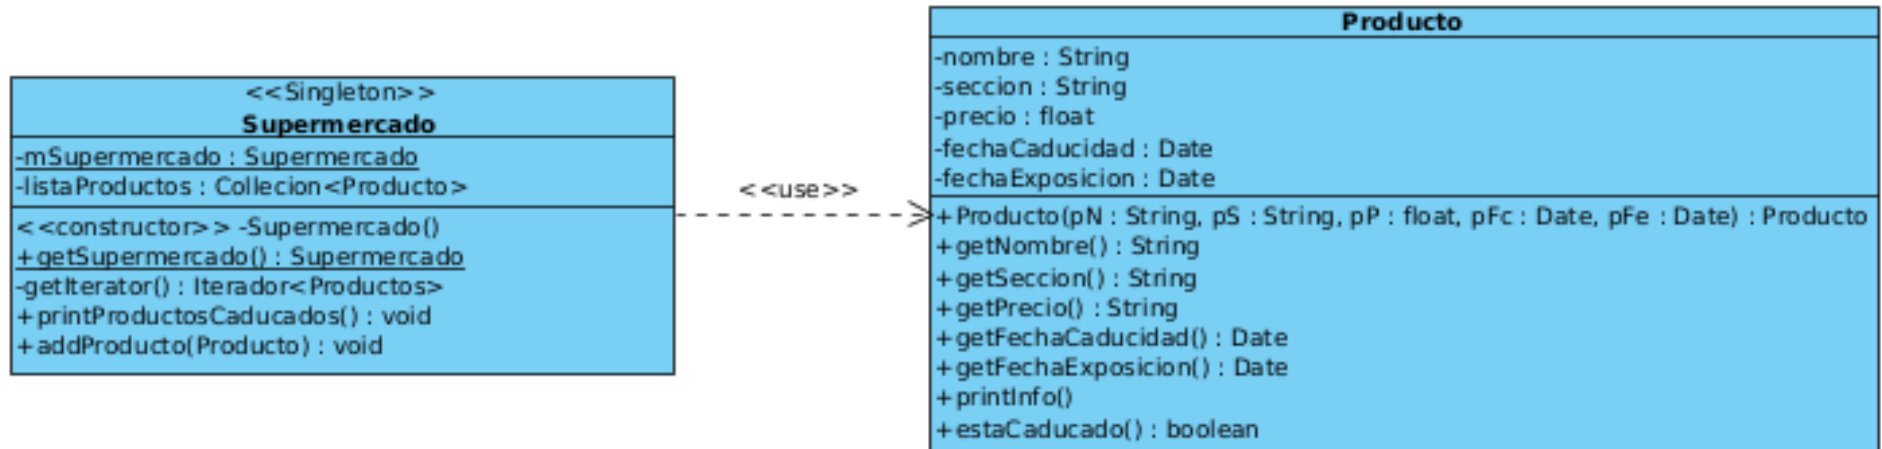 <<Singleton>>
Supermercado
-mSupermercado : Supermercado
-listaProductos : Collecion<Producto>
<<constructor>> -Supermercado()
+getSupermercado() : Supermercado
-getIterator() : Iterador<Productos>
+printProductosCaducados() : void
+addProducto(Producto) : void
<<use>>
Producto
-nombre : String
-seccion : String
-precio : float
-fechaCaducidad : Date
-fechaExposicion : Date
+Producto(pN : String, pS : String, pP : float, pFc : Date, pFe : Date) : Producto
+getNombre() : String
+getSeccion() : String
+getPrecio() : String
+getFechaCaducidad() : Date
+getFechaExposicion() : Date
+printInfo()
+estaCaducado() : boolean